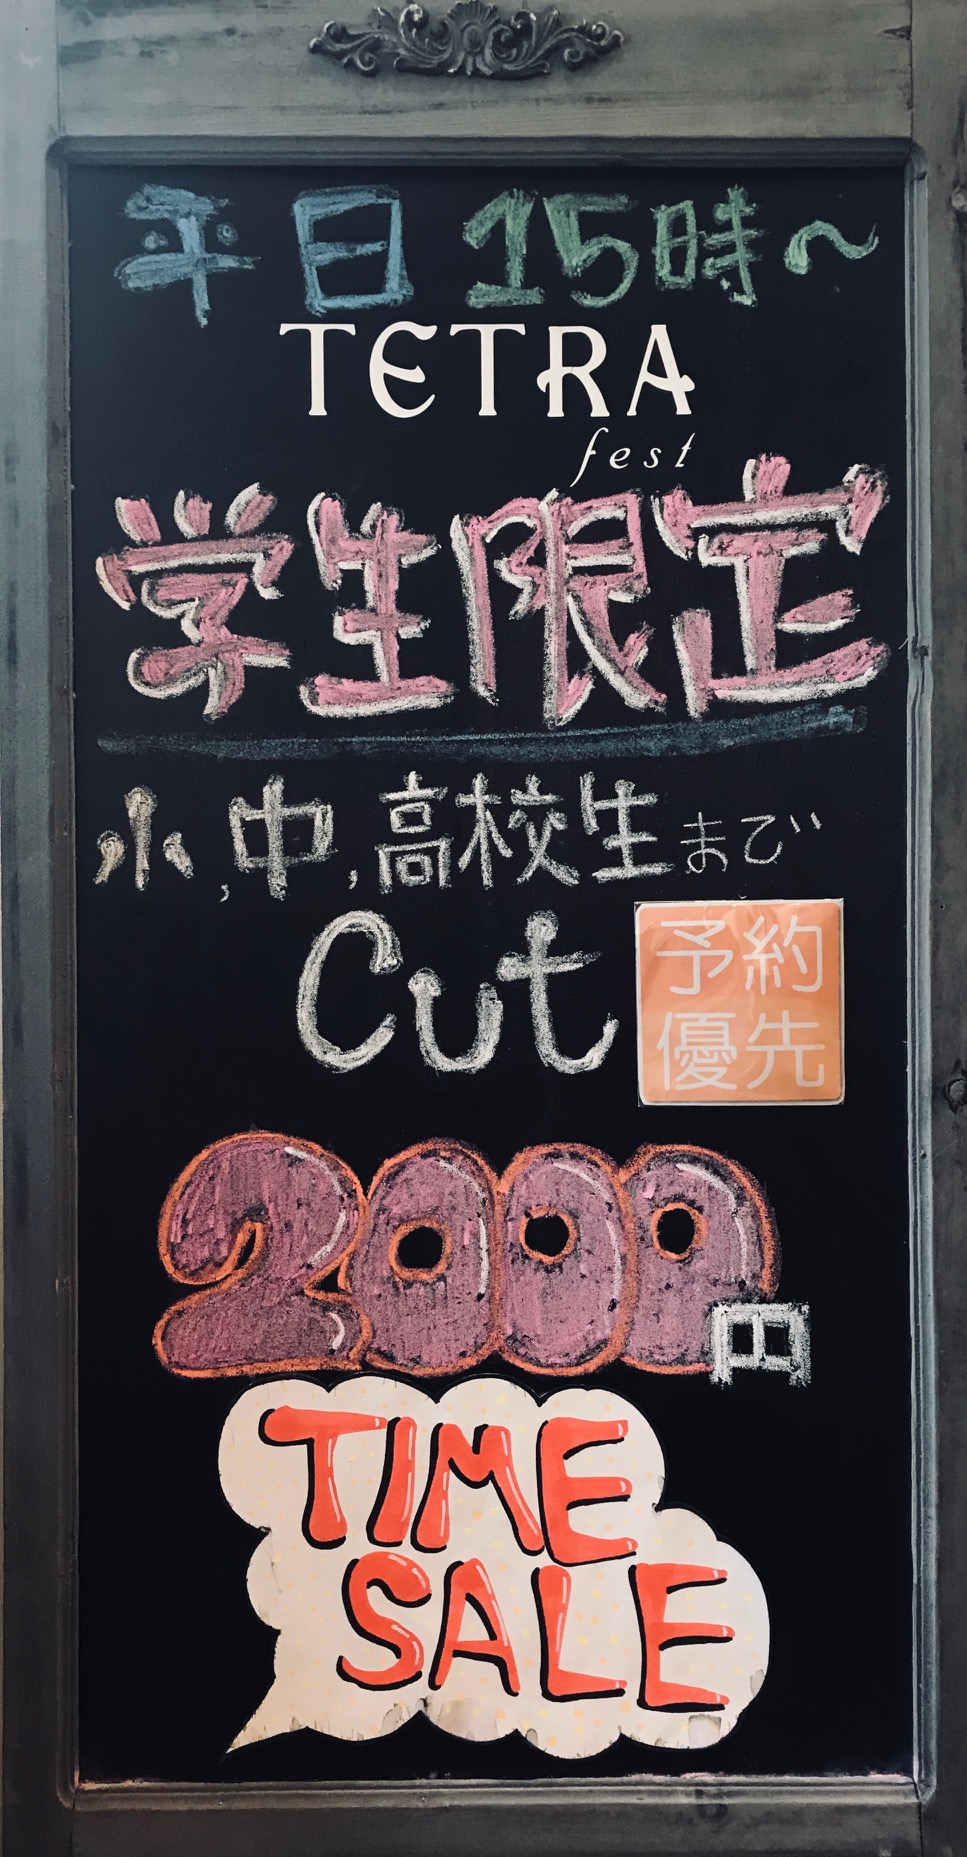 平日 15時～
TETRA
fest
学生限定
小,中,高校生まで
Cut
予約
優先
2000円
TIME
SALE